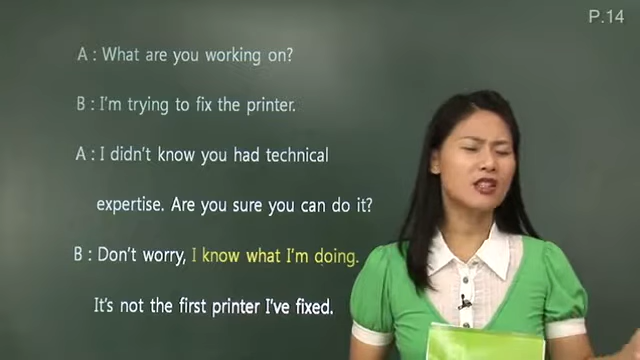 P.14
A : What are you working on?
B : I'm trying to fix the printer.
A : I didn't know you had technical
expertise. Are you sure you can do it?
B : Don't worry, I know what I'm doing.
It's not the first printer I've fixed.